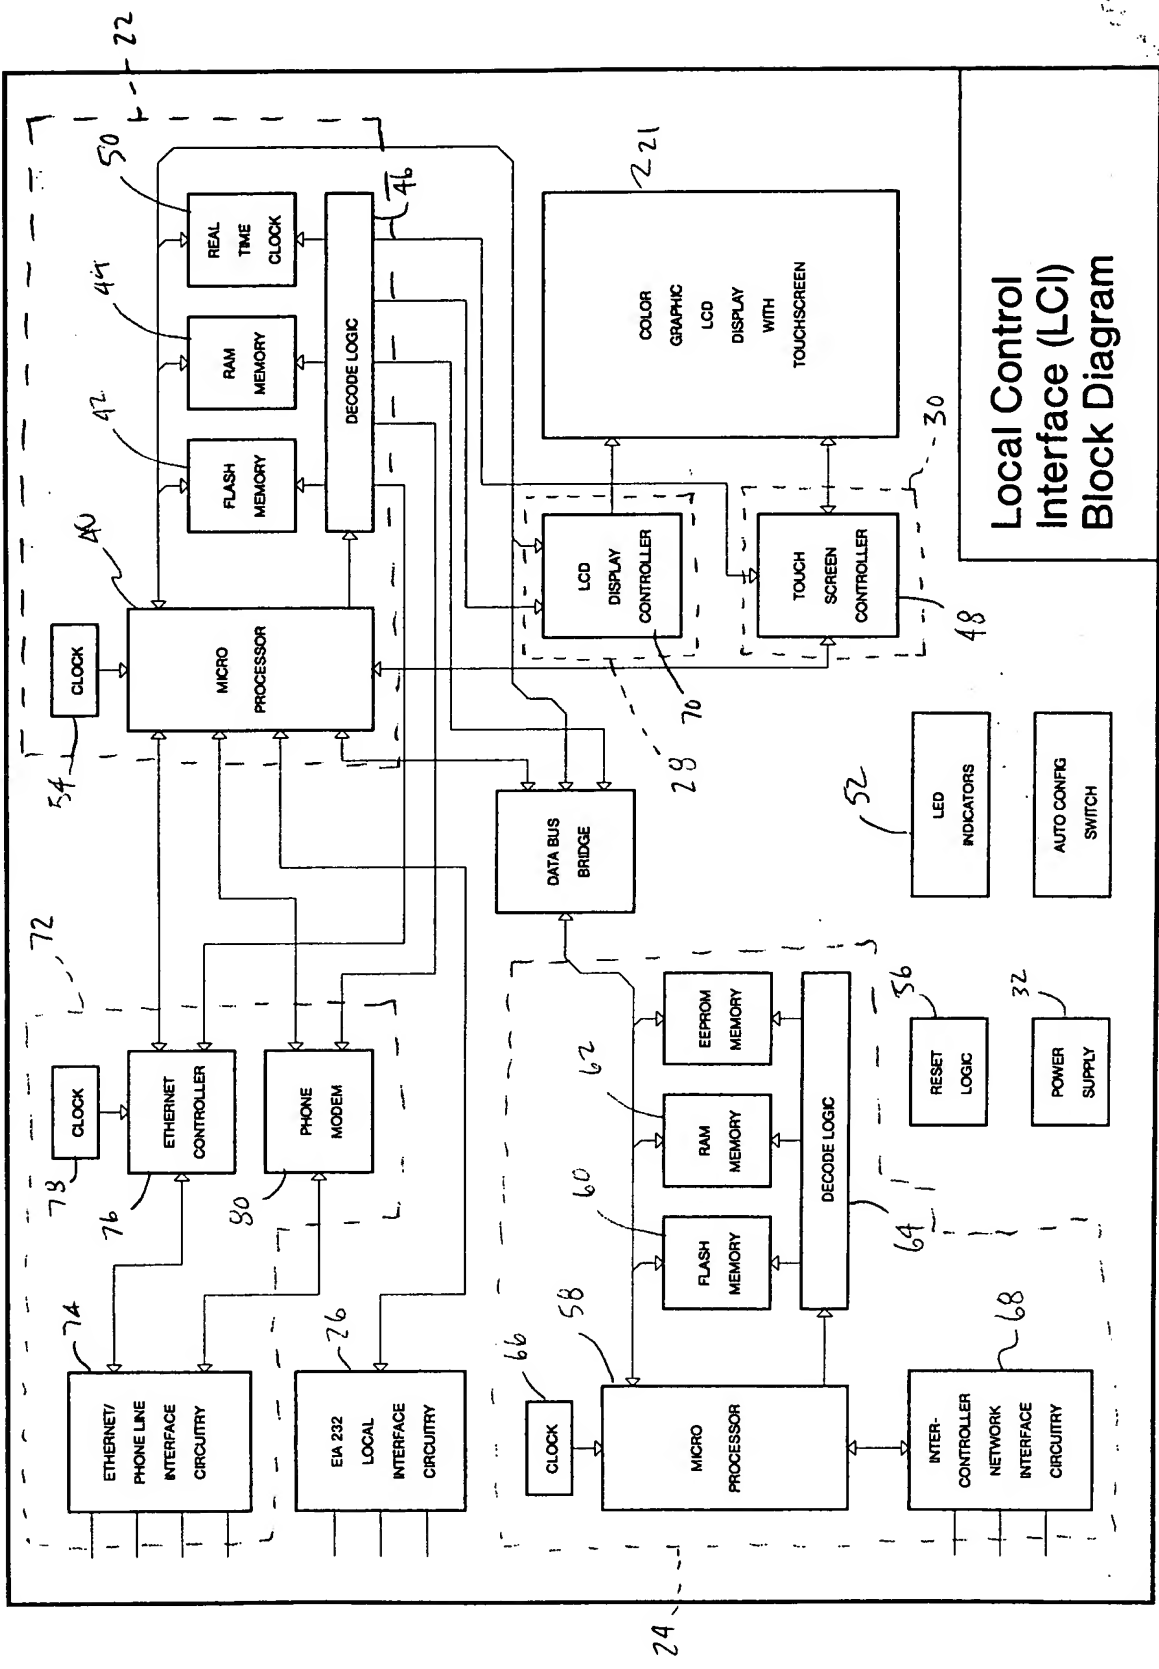 22
50
44
42
40
54
CLOCK
MICRO
PROCESSOR
FLASH
MEMORY
RAM
MEMORY
REAL
TIME
CLOCK
DECODE LOGIC
46
72
78
CLOCK
ETHERNET
CONTROLLER
76
PHONE
MODEM
80
74
ETHERNET/
PHONE LINE
INTERFACE
CIRCUITRY
26
EIA 232
LOCAL
INTERFACE
CIRCUITRY
DATA BUS
BRIDGE
28
LCD
DISPLAY
CONTROLLER
70
TOUCH
SCREEN
CONTROLLER
48
30
COLOR
GRAPHIC
LCD
DISPLAY
WITH
TOUCHSCREEN
21
24
66
CLOCK
58
MICRO
PROCESSOR
60
FLASH
MEMORY
62
RAM
MEMORY
EEPROM
MEMORY
DECODE LOGIC
64
68
INTER-
CONTROLLER
NETWORK
INTERFACE
CIRCUITRY
56
RESET
LOGIC
32
POWER
SUPPLY
52
LED
INDICATORS
AUTO CONFIG
SWITCH
Local Control
Interface (LCI)
Block Diagram